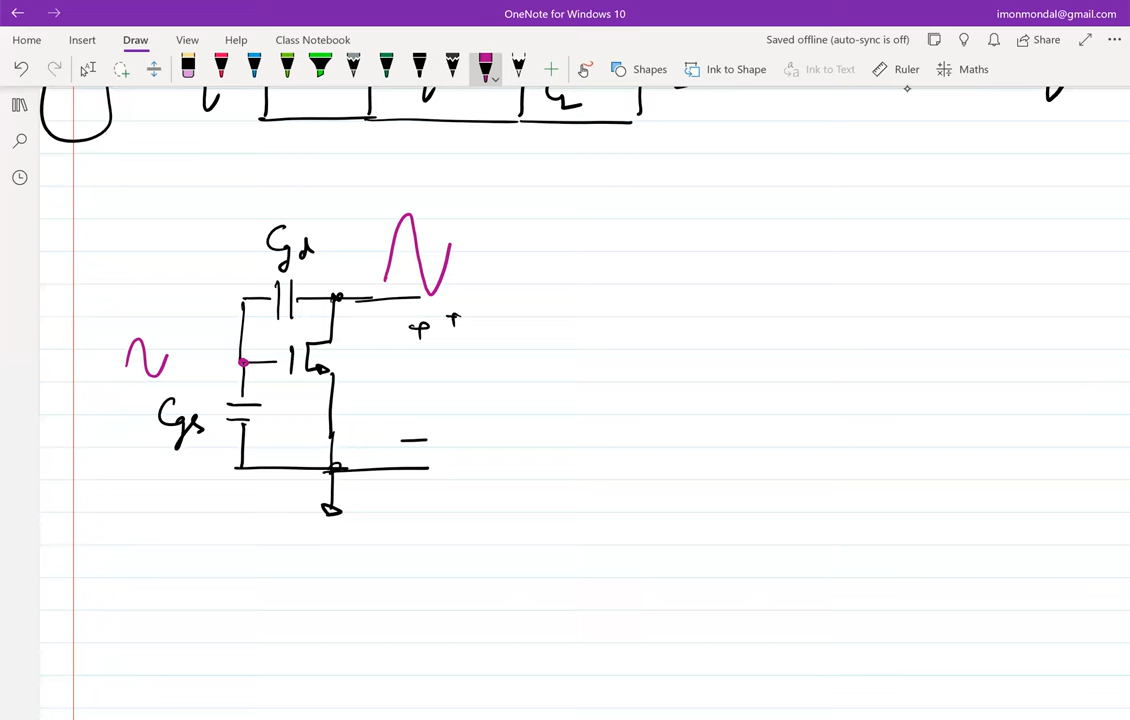 OneNote for Windows 10
imonmondal@gmail.com
Home Insert Draw View Help Class Notebook
Saved offline (auto-sync is off)
Share
Shapes Ink to Shape Ink to Text Ruler Maths
Cgd
+ +
Cgs
−